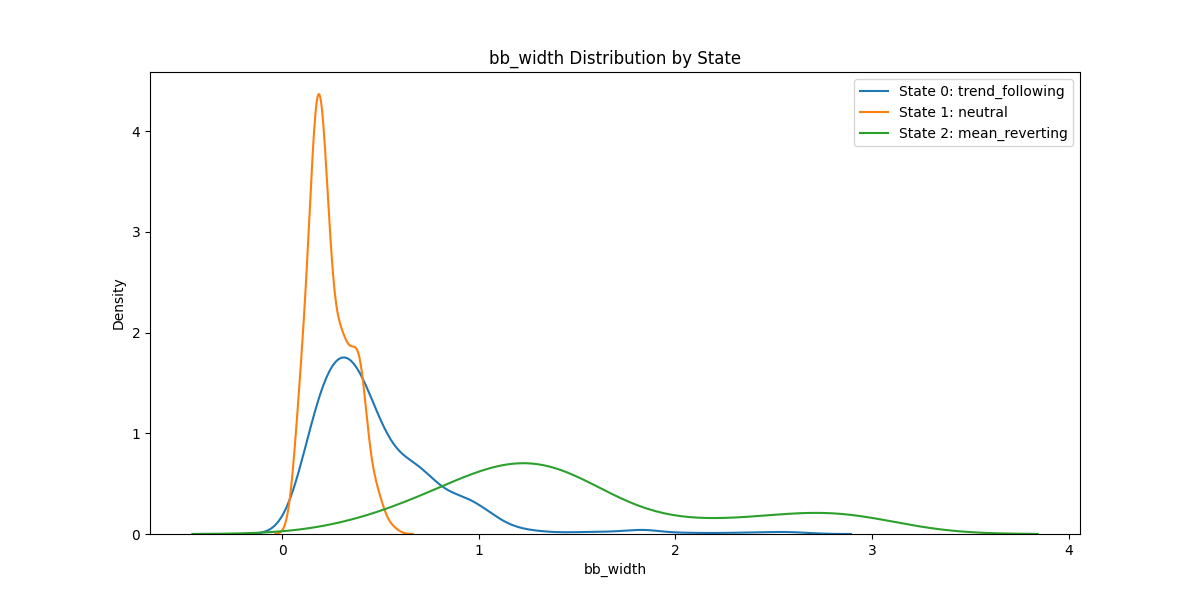 bb_width Distribution by State
State 0: trend_following
State 1: neutral
State 2: mean_reverting
Density
4
3
2
1
0
0 1 2 3 4
bb_width